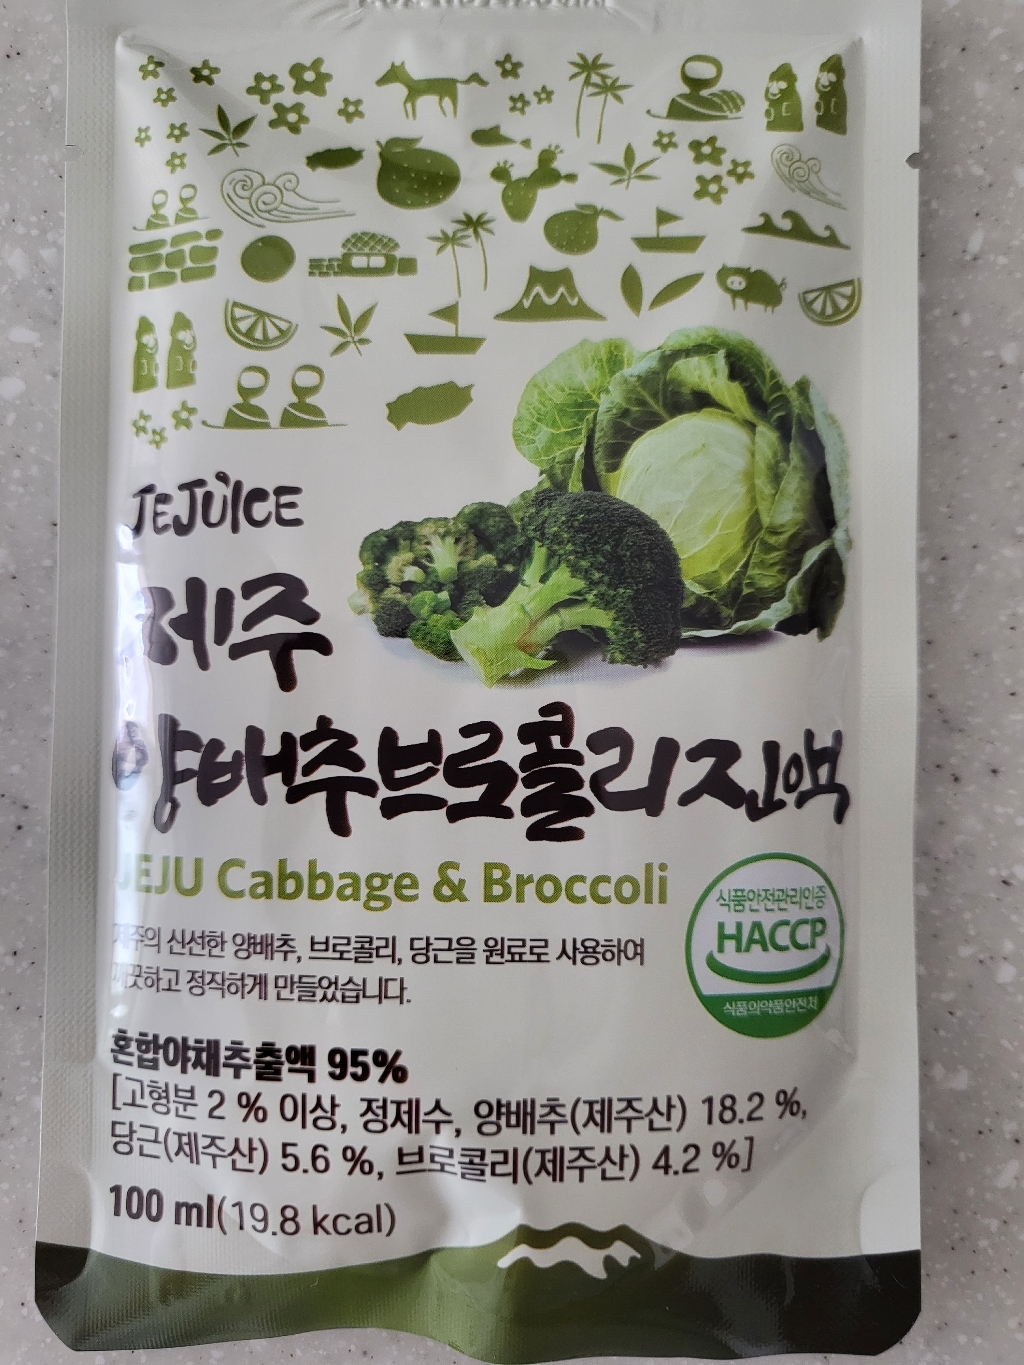 JEJUICE
제주
양배추브로콜리진액
JEJU Cabbage & Broccoli
제주의 신선한 양배추, 브로콜리, 당근을 원료로 사용하여
깨끗하고 정직하게 만들었습니다.
식품안전관리인증
HACCP
식품의약품안전처
혼합야채추출액 95%
[고형분 2 % 이상, 정제수, 양배추(제주산) 18.2 %,
당근(제주산) 5.6 %, 브로콜리(제주산) 4.2 %]
100 ml(19.8 kcal)